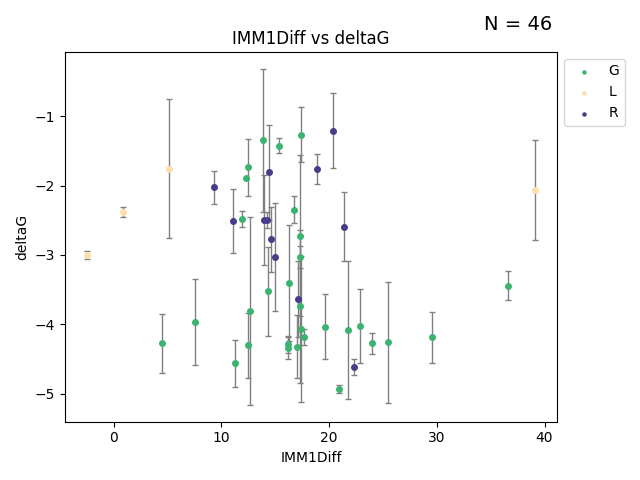 N = 46
IMM1Diff vs deltaG
G
L
R
deltaG
−1
−2
−3
−4
−5
0 10 20 30 40
IMM1Diff